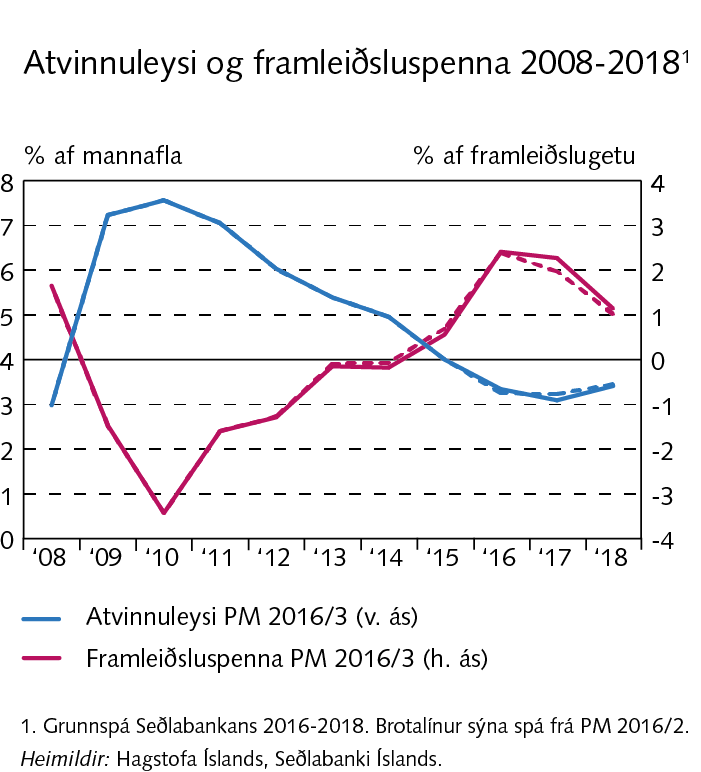 Atvinnuleysi og framleiðsluspenna 2008-2018¹
% af mannafla
% af framleiðslugetu
8
7
6
5
4
3
2
1
0
4
3
2
1
0
-1
-2
-3
-4
‘08 ‘09 ‘10 ‘11 ‘12 ‘13 ‘14 ‘15 ‘16 ‘17 ‘18
Atvinnuleysi PM 2016/3 (v. ás)
Framleiðsluspenna PM 2016/3 (h. ás)
1. Grunnspá Seðlabankans 2016-2018. Brotalínur sýna spá frá PM 2016/2.
Heimildir: Hagstofa Íslands, Seðlabanki Íslands.